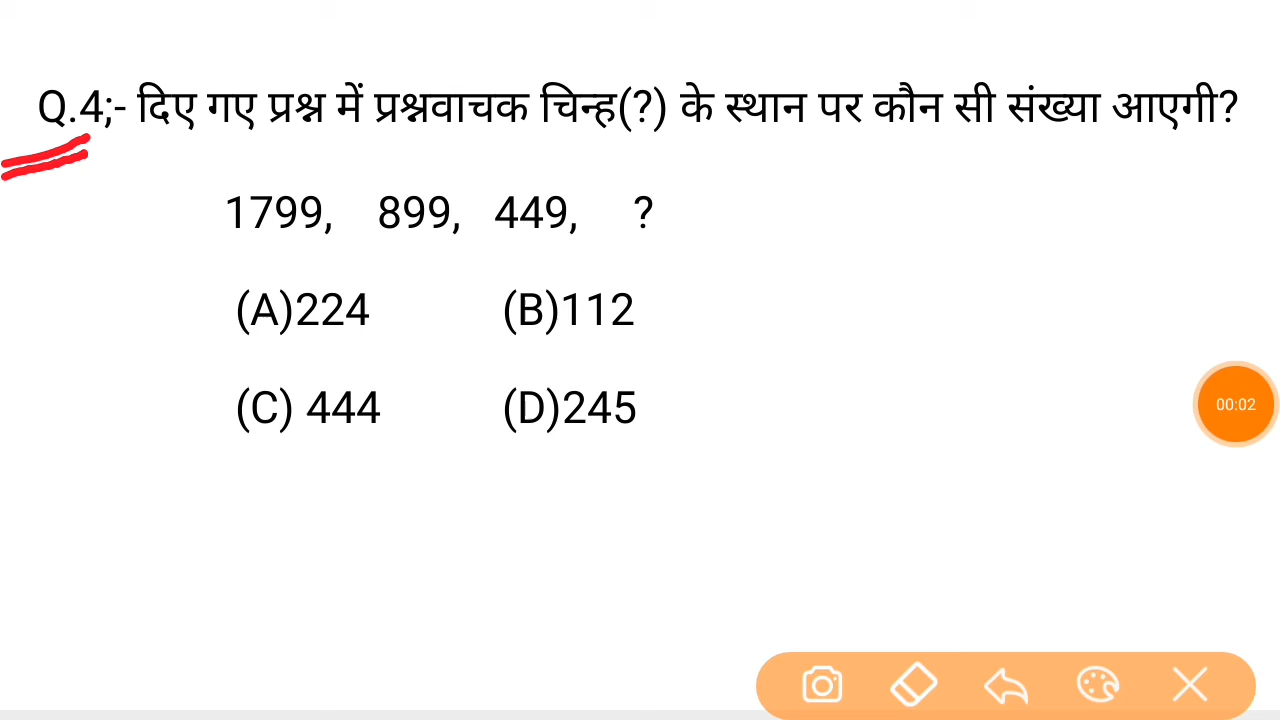 Q.4;- दिए गए प्रश्न में प्रश्नवाचक चिन्ह(?) के स्थान पर कौन सी संख्या आएगी?
1799, 899, 449, ?
(A)224 (B)112
(C) 444 (D)245
00:02